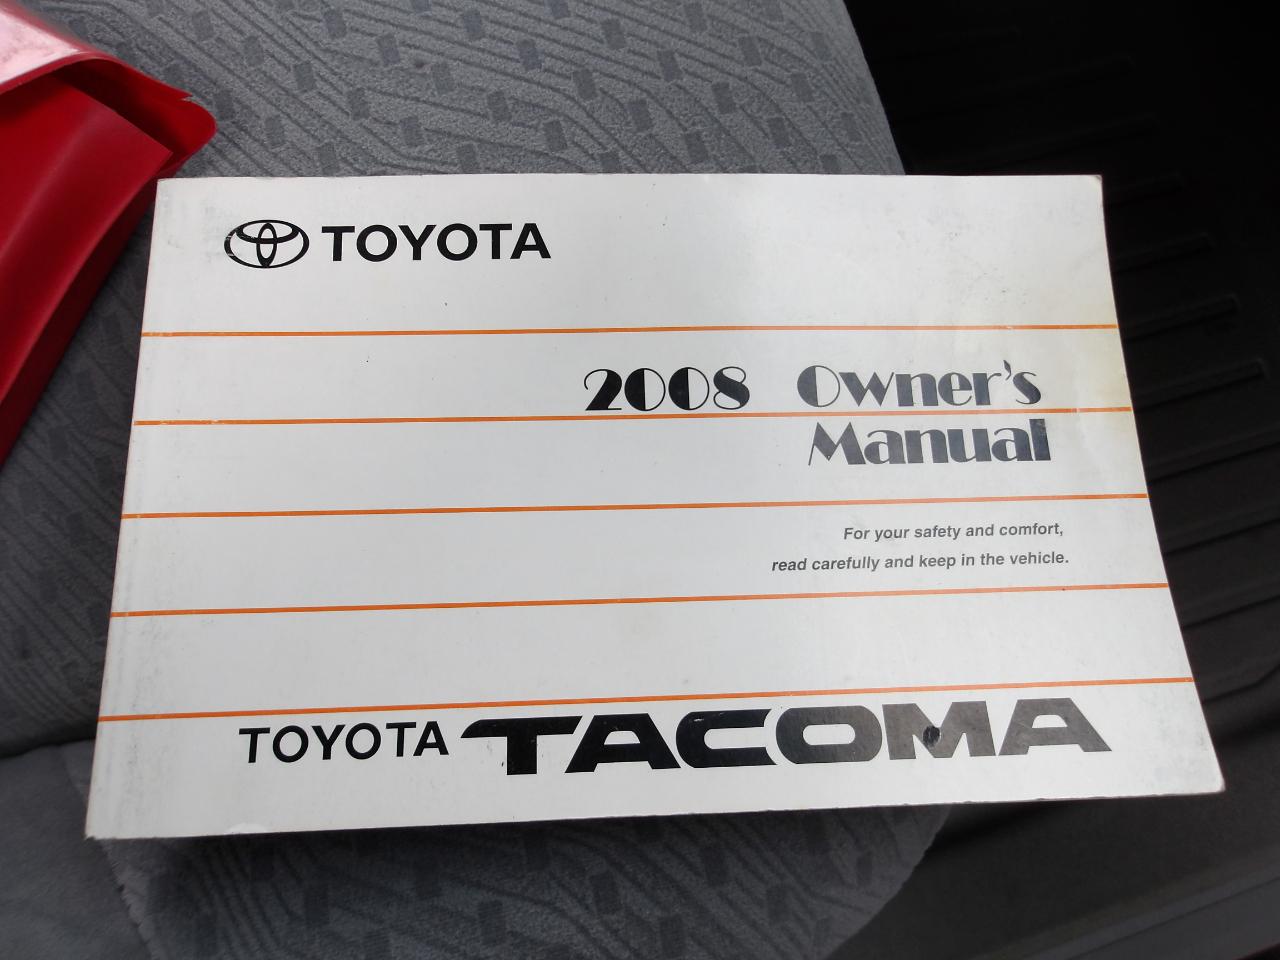 TOYOTA
2008 Owner's
Manual
For your safety and comfort,
read carefully and keep in the vehicle.
TOYOTA TACOMA